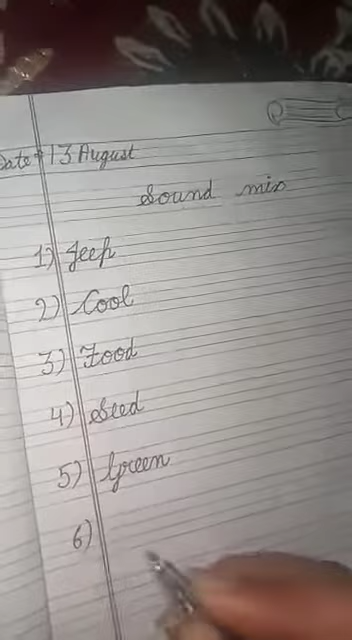 Date 13 August
Sound mix
1) Jeep
2) Cool
3) Food
4) Seed
5) Green
6)